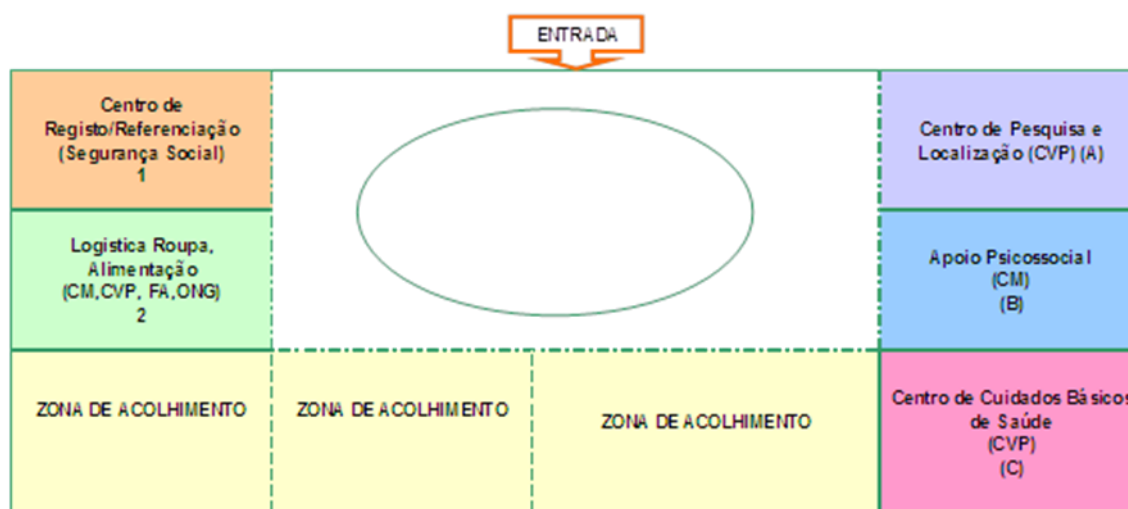 ENTRADA
Centro de
Registo/Referenciação
(Segurança Social)
1
Centro de Pesquisa e
Localização (CVP) (A)
Logistica Roupa,
Alimentação
(CM,CVP, FA,ONG)
2
Apoio Psicossocial
(CM)
(B)
ZONA DE ACOLHIMENTO
ZONA DE ACOLHIMENTO
ZONA DE ACOLHIMENTO
Centro de Cuidados Básicos
de Saúde
(CVP)
(C)